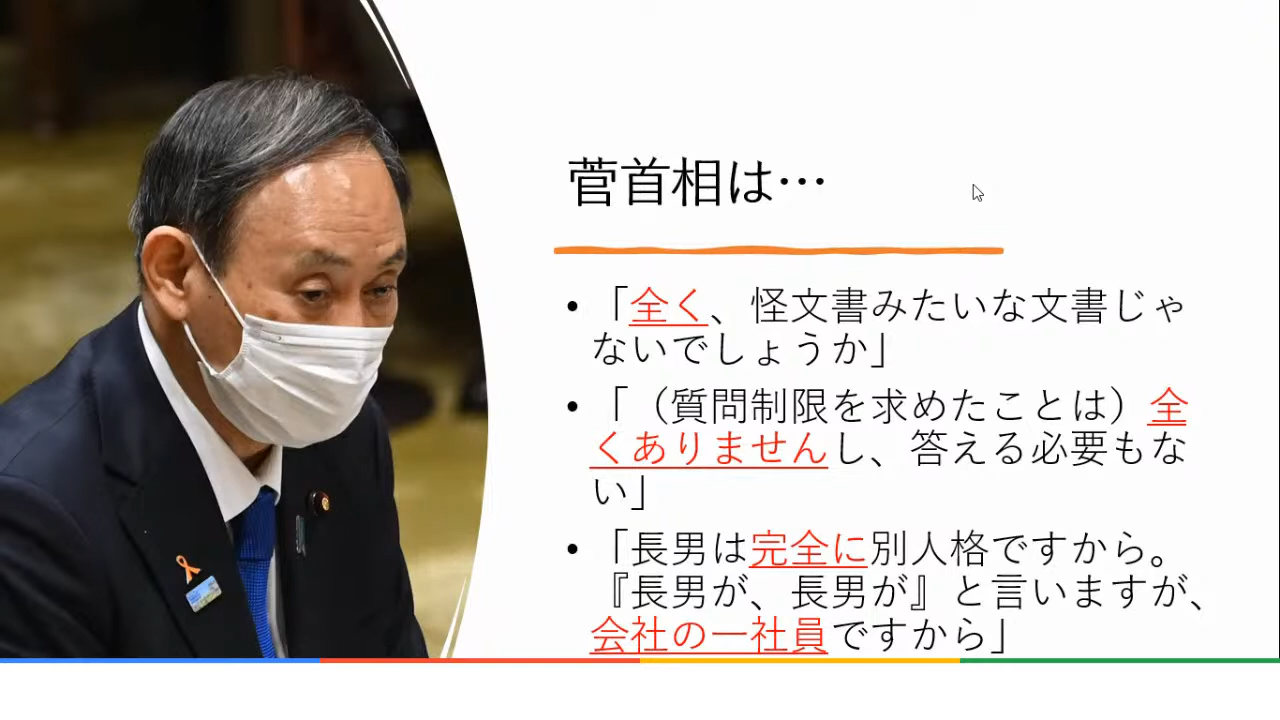 菅首相は…
• 「全く、怪文書みたいな文書じゃ
ないでしょうか」
• 「（質問制限を求めたことは）全
くありませんし、答える必要もな
い」
• 「長男は完全に別人格ですから。
『長男が、長男が』と言いますが、
会社の一社員ですから」